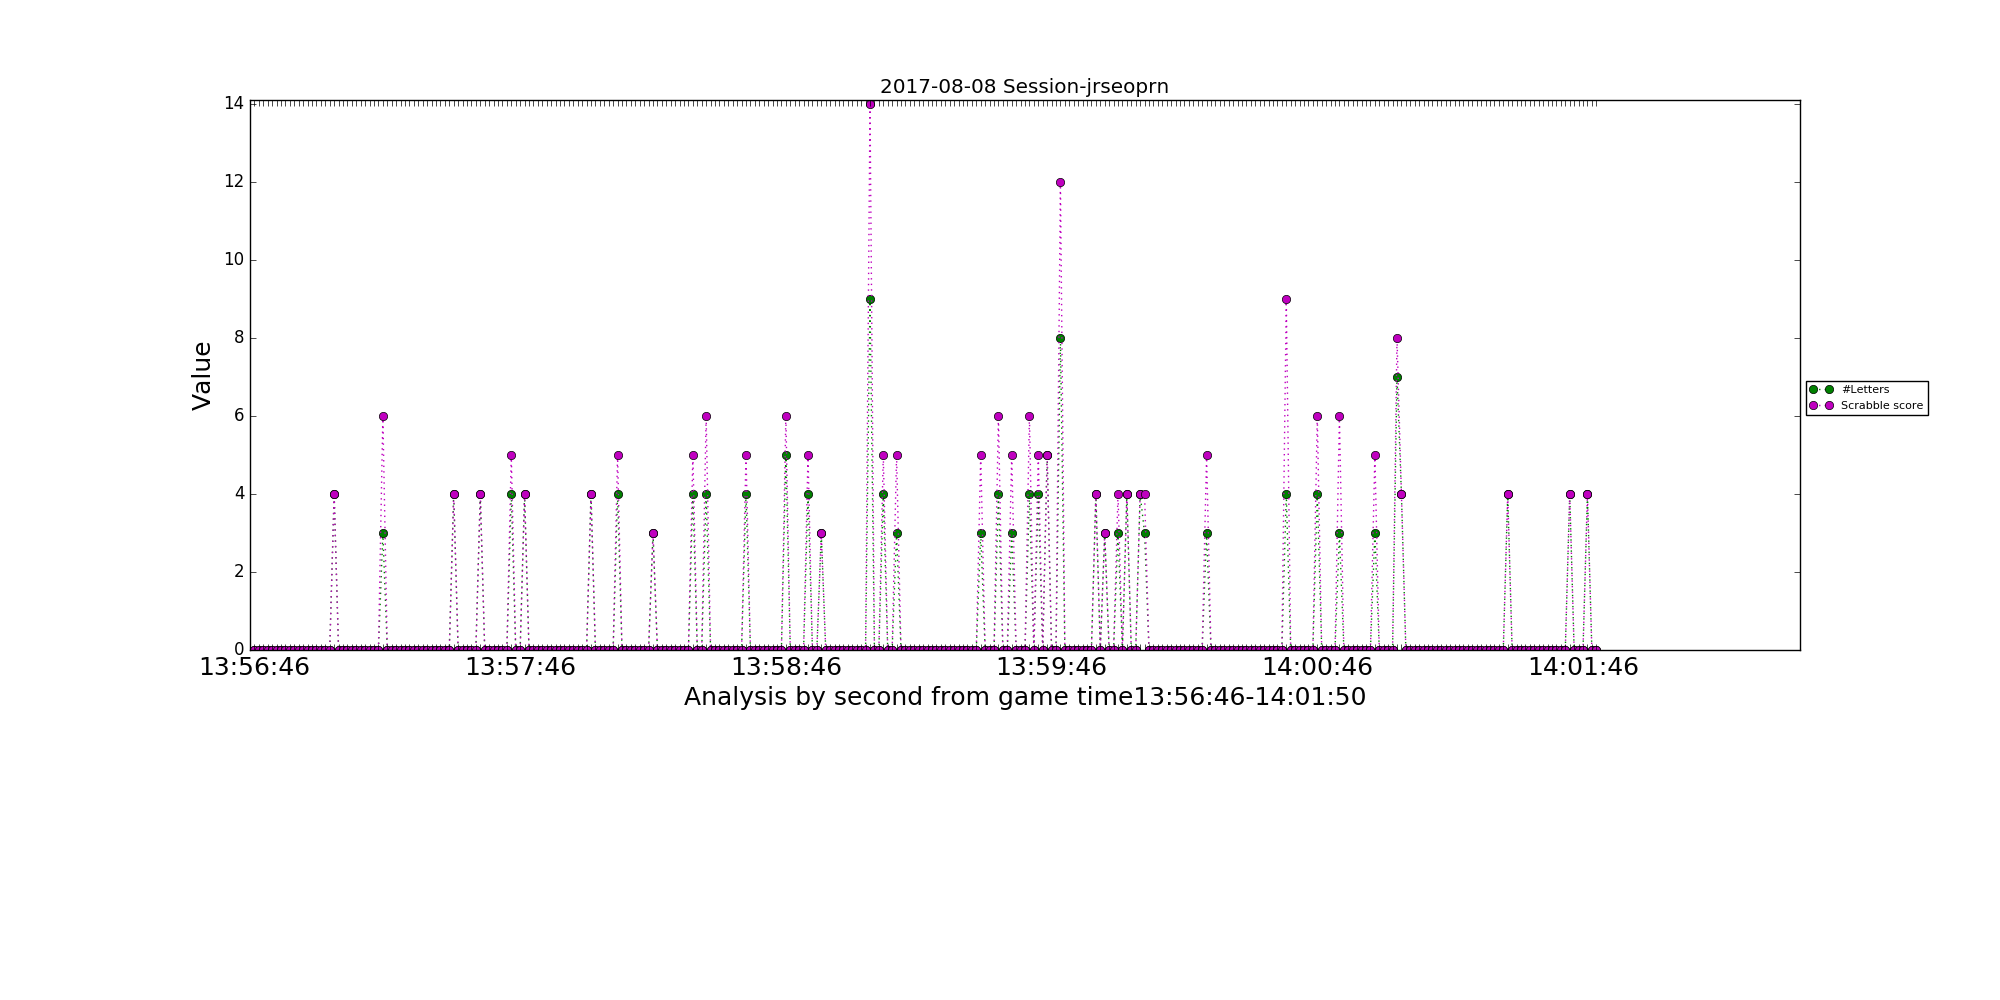 2017-08-08 Session-jrseoprn
14
12
10
8
6
4
2
0
Value
#Letters
Scrabble score
13:56:46 13:57:46 13:58:46 13:59:46 14:00:46 14:01:46
Analysis by second from game time13:56:46-14:01:50